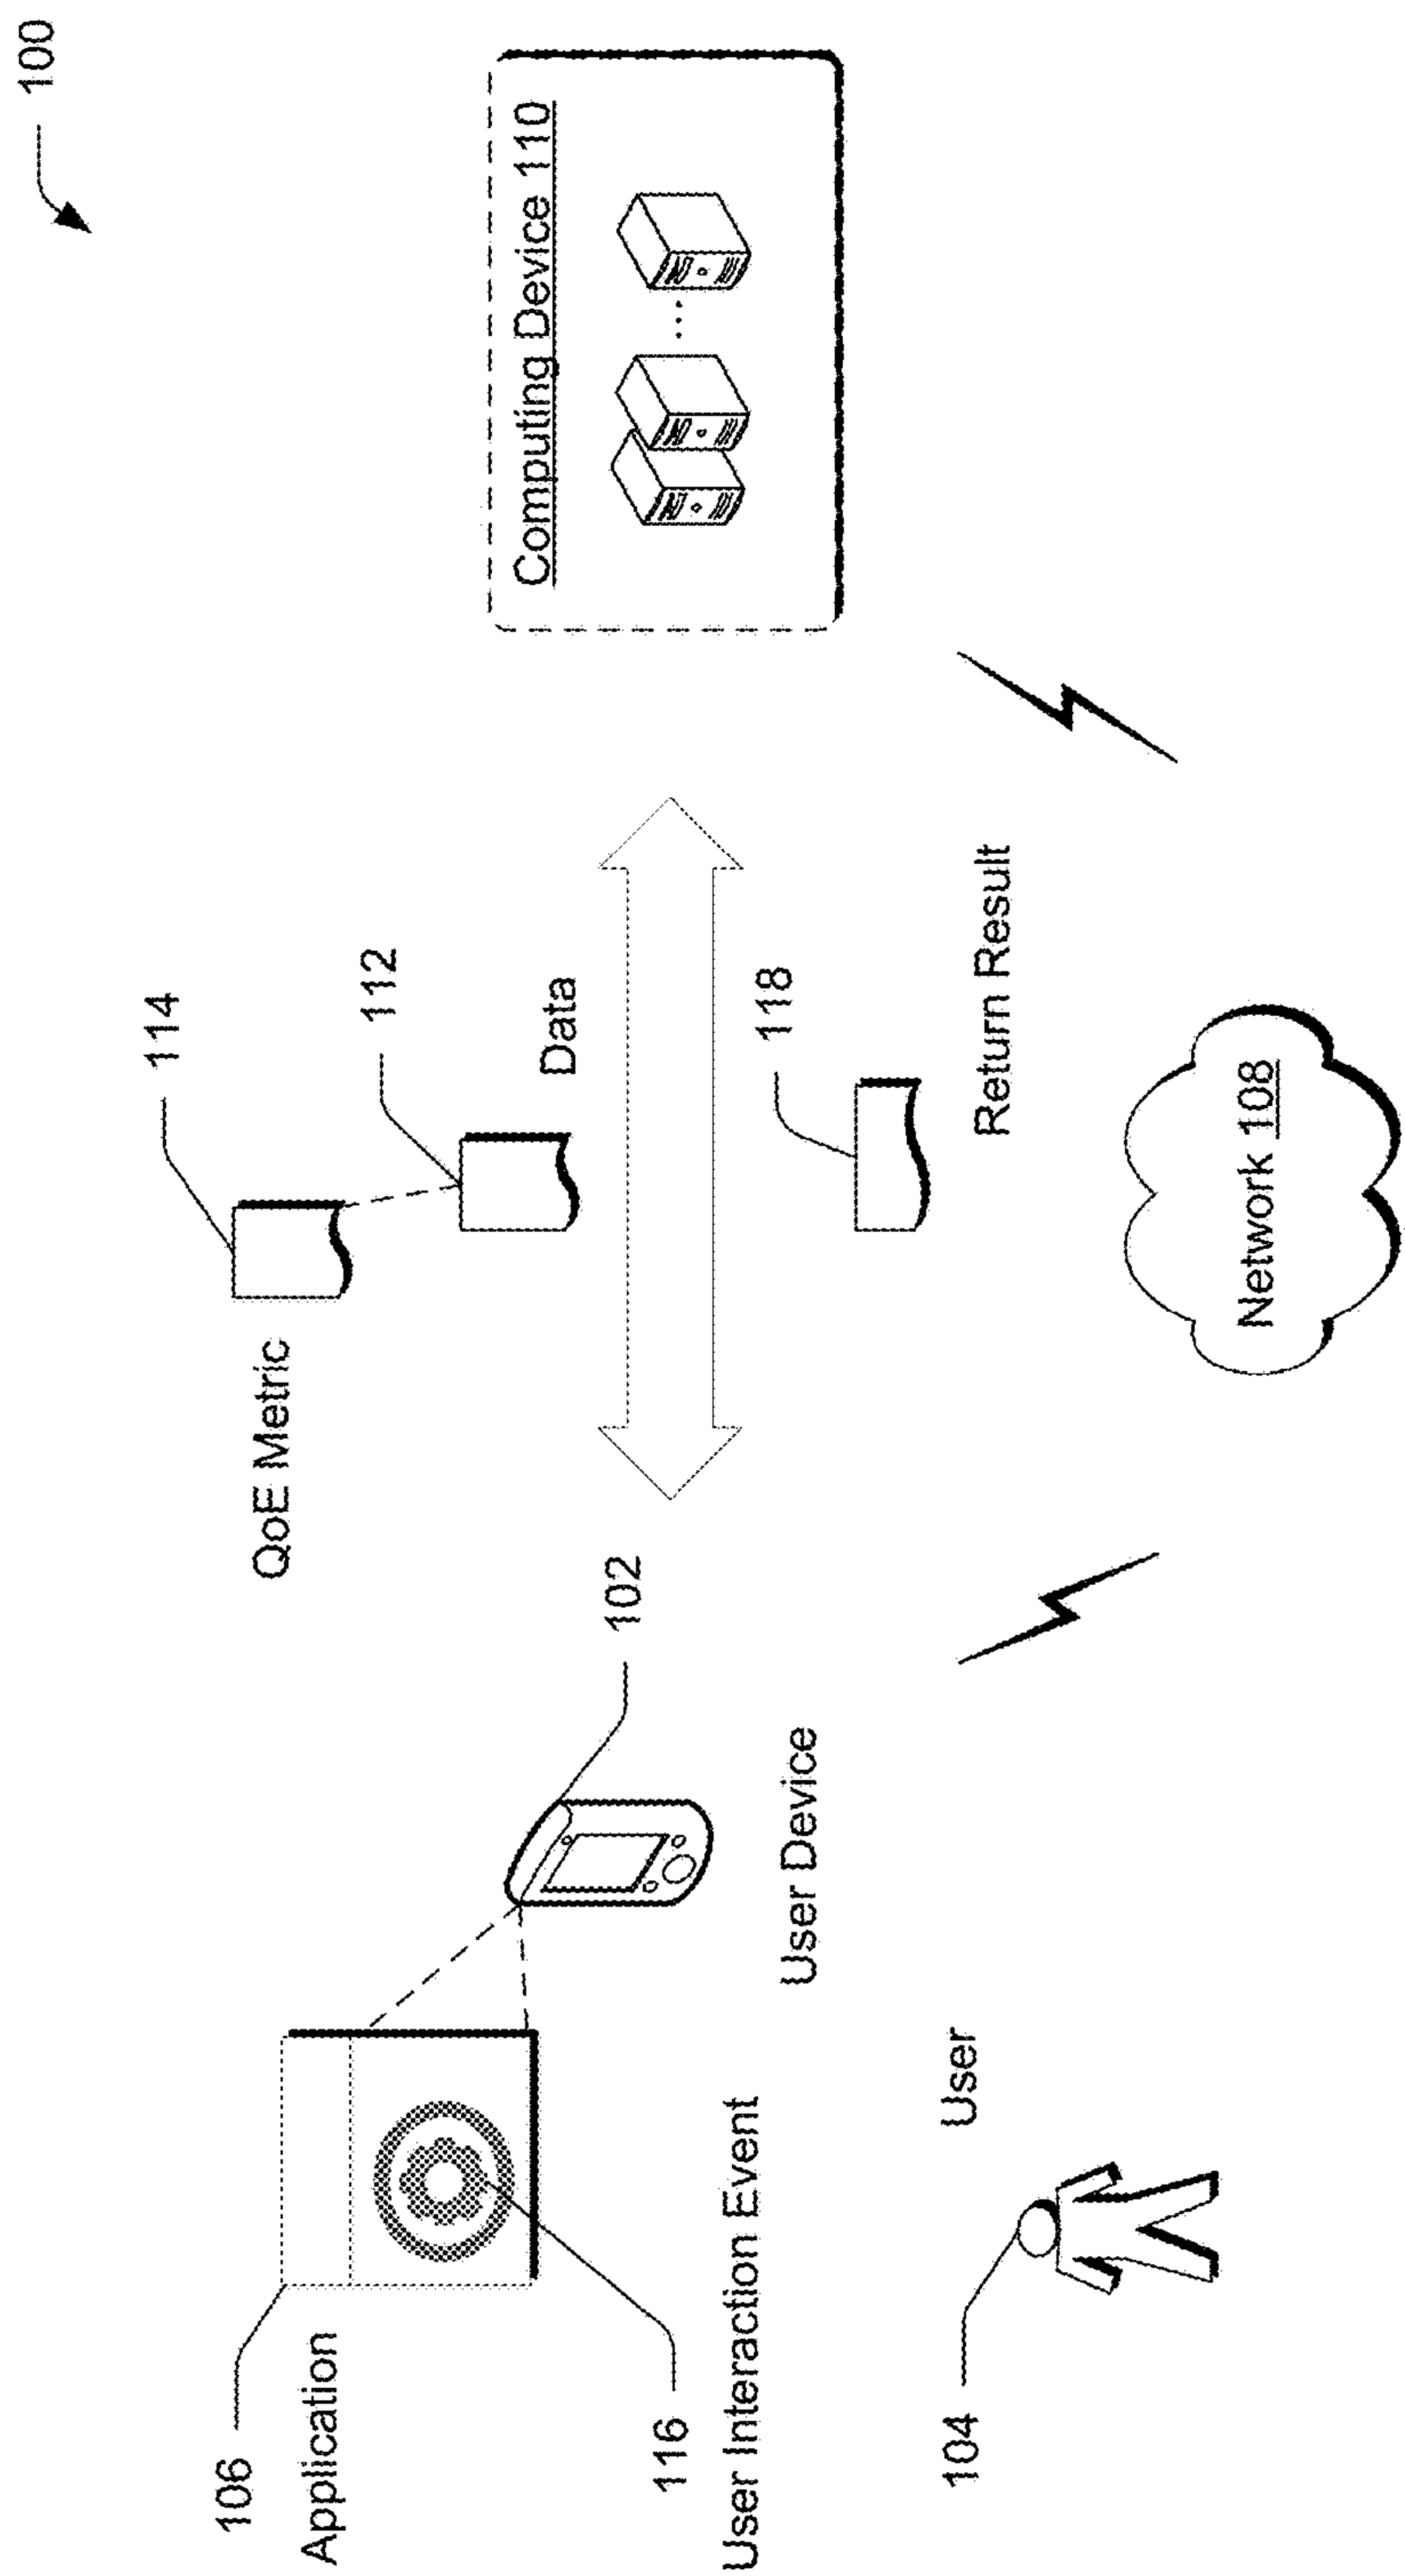 100
114
QoE Metric
112
Data
106
Application
102
Computing Device 110
...
116
User Interaction Event
User Device
118
Return Result
104
User
Network 108